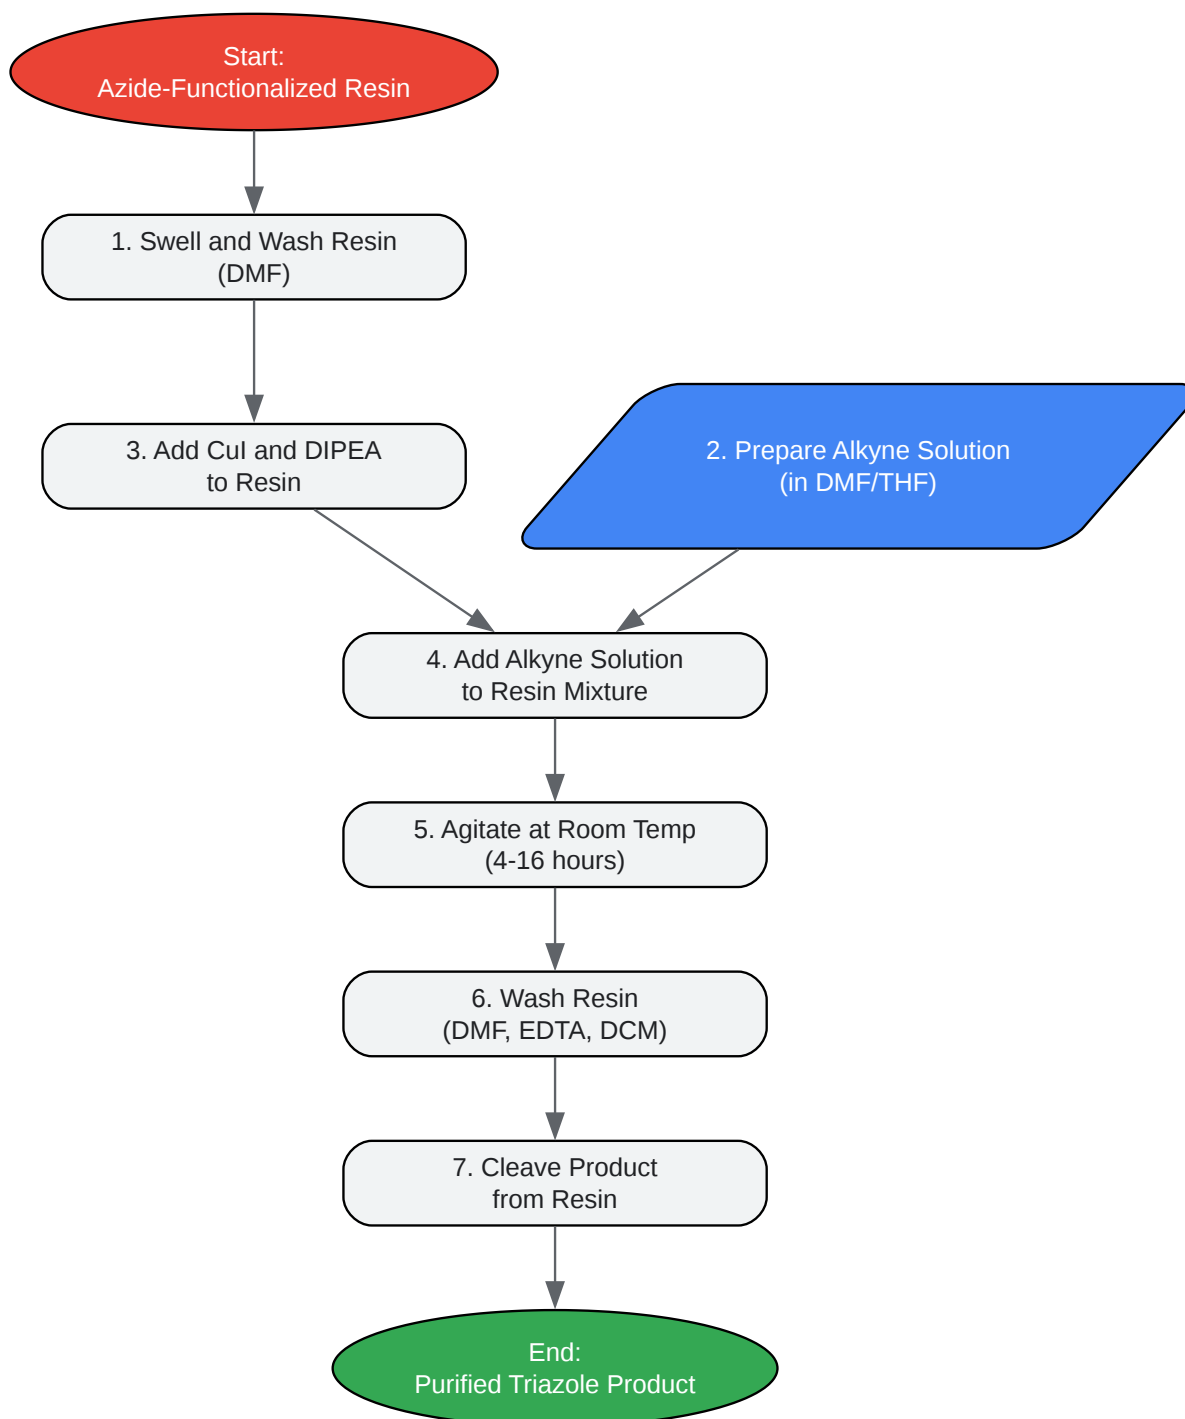 Start:
Azide-Functionalized Resin
1. Swell and Wash Resin
(DMF)
3. Add CuI and DIPEA
to Resin
2. Prepare Alkyne Solution
(in DMF/THF)
4. Add Alkyne Solution
to Resin Mixture
5. Agitate at Room Temp
(4-16 hours)
6. Wash Resin
(DMF, EDTA, DCM)
7. Cleave Product
from Resin
End:
Purified Triazole Product